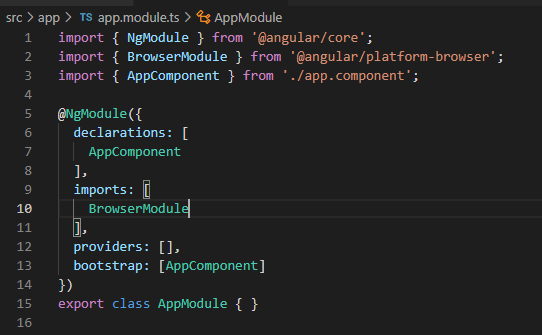 src > app > TS app.module.ts > AppModule
1 import { NgModule } from '@angular/core';
2 import { BrowserModule } from '@angular/platform-browser';
3 import { AppComponent } from './app.component';
4
5 @NgModule({
6   declarations: [
7     AppComponent
8   ],
9   imports: [
10     BrowserModule
11   ],
12   providers: [],
13   bootstrap: [AppComponent]
14 })
15 export class AppModule { }
16